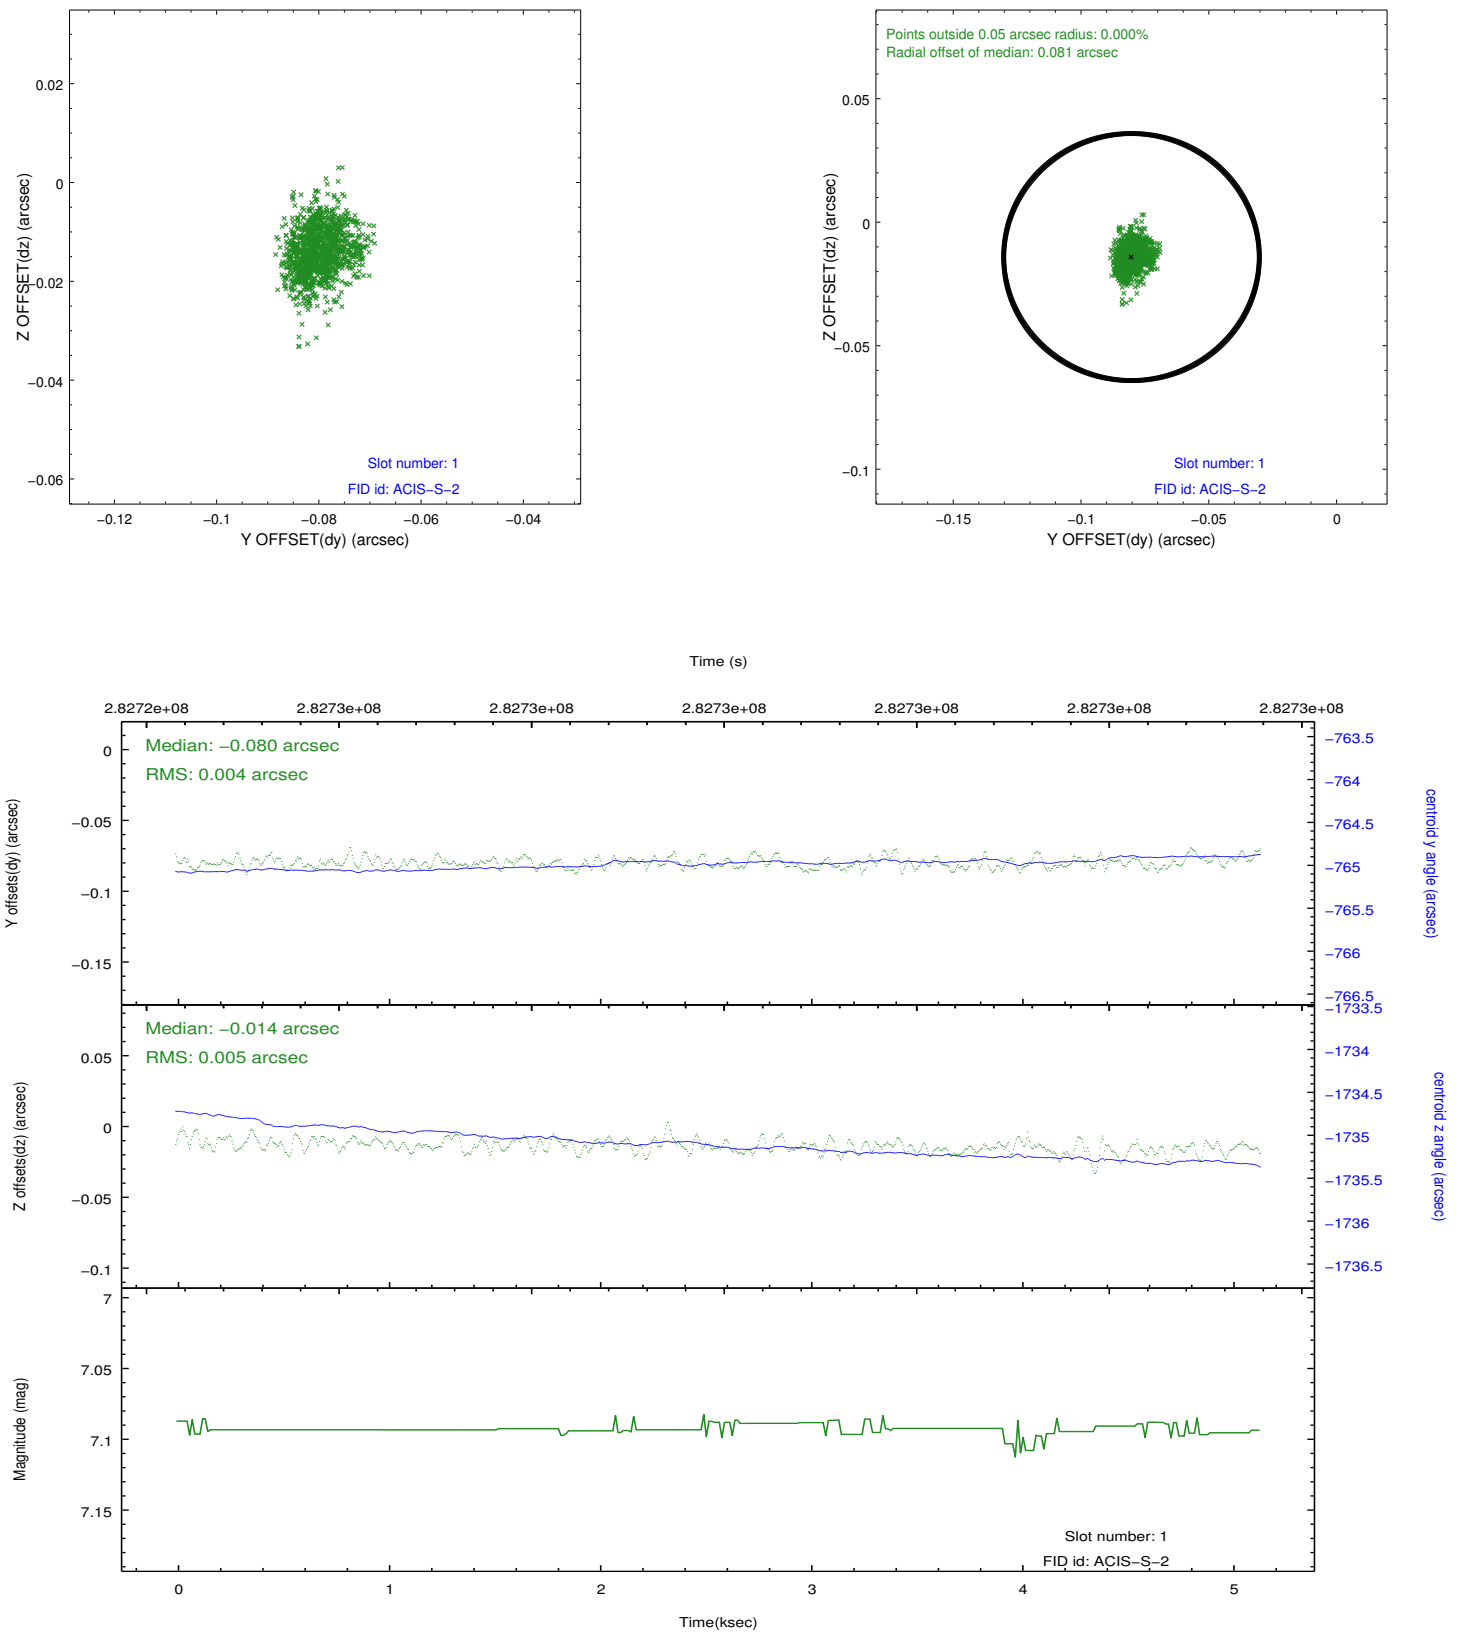 0.02
0
−0.02
−0.04
−0.06
Z OFFSET(dz) (arcsec)
Slot number: 1
FID id: ACIS−S−2
−0.12
−0.1
−0.08
−0.06
−0.04
Y OFFSET(dy) (arcsec)
Points outside 0.05 arcsec radius: 0.000%
Radial offset of median: 0.081 arcsec
0.05
0
−0.05
−0.1
Z OFFSET(dz) (arcsec)
Slot number: 1
FID id: ACIS−S−2
−0.15
−0.1
−0.05
0
Y OFFSET(dy) (arcsec)
Time (s)
2.8272e+08
2.8273e+08
2.8273e+08
2.8273e+08
2.8273e+08
2.8273e+08
2.8273e+08
Median: −0.080 arcsec
RMS: 0.004 arcsec
0
−0.05
−0.1
−0.15
Y offsets(dy) (arcsec)
−763.5
−764
−764.5
−765
−765.5
−766
−766.5
centroid y angle (arcsec)
Median: −0.014 arcsec
RMS: 0.005 arcsec
0.05
0
−0.05
−0.1
Z offsets(dz) (arcsec)
−1733.5
−1734
−1734.5
−1735
−1735.5
−1736
−1736.5
centroid z angle (arcsec)
7
7.05
7.1
7.15
Magnitude (mag)
Slot number: 1
FID id: ACIS−S−2
0
1
2
3
4
5
Time(ksec)